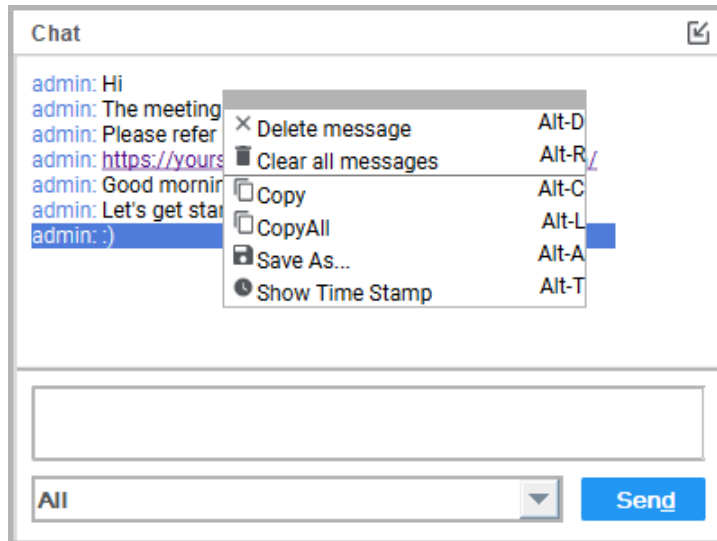 Chat
admin: Hi
admin: The meeting
admin: Please refer
admin: https://yours /
admin: Good mornin
admin: Let's get star
admin: :)
Delete message Alt-D
Clear all messages Alt-R
Copy Alt-C
CopyAll Alt-L
Save As... Alt-A
Show Time Stamp Alt-T
All
Send